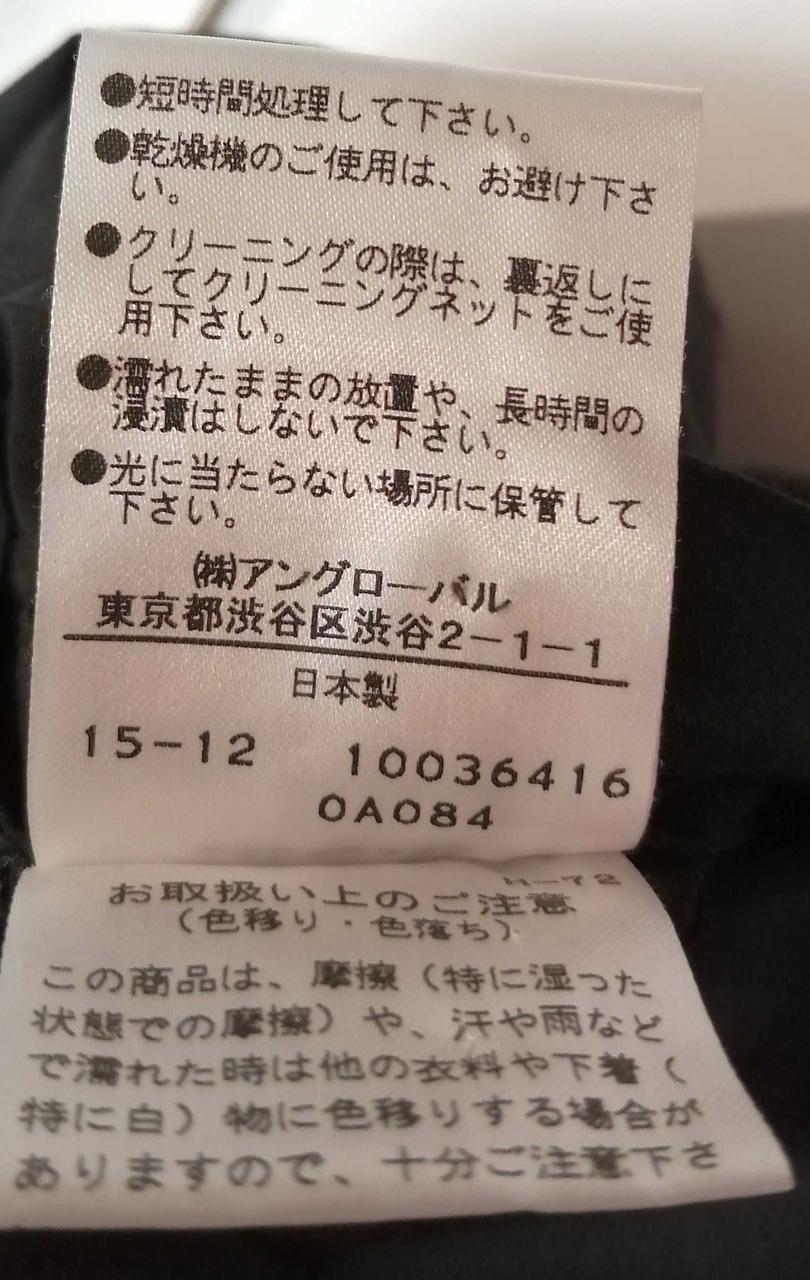 ●短時間処理して下さい。
●乾燥機のご使用は、お避け下さ
い。
●クリーニングの際は、裏返しに
してクリーニングネットをご使
用下さい。
●濡れたままの放置や、長時間の
浸漬はしないで下さい。
●光に当たらない場所に保管して
下さい。
㈱アングローバル
東京都渋谷区渋谷2-1-1
日本製
15-12 10036416
0A084
H-72
お取扱い上のご注意
(色移り・色落ち)
この商品は、摩擦(特に湿った
状態での摩擦)や、汗や雨など
で濡れた時は他の衣料や下着(
特に白)物に色移りする場合が
ありますので、十分ご注意下さ